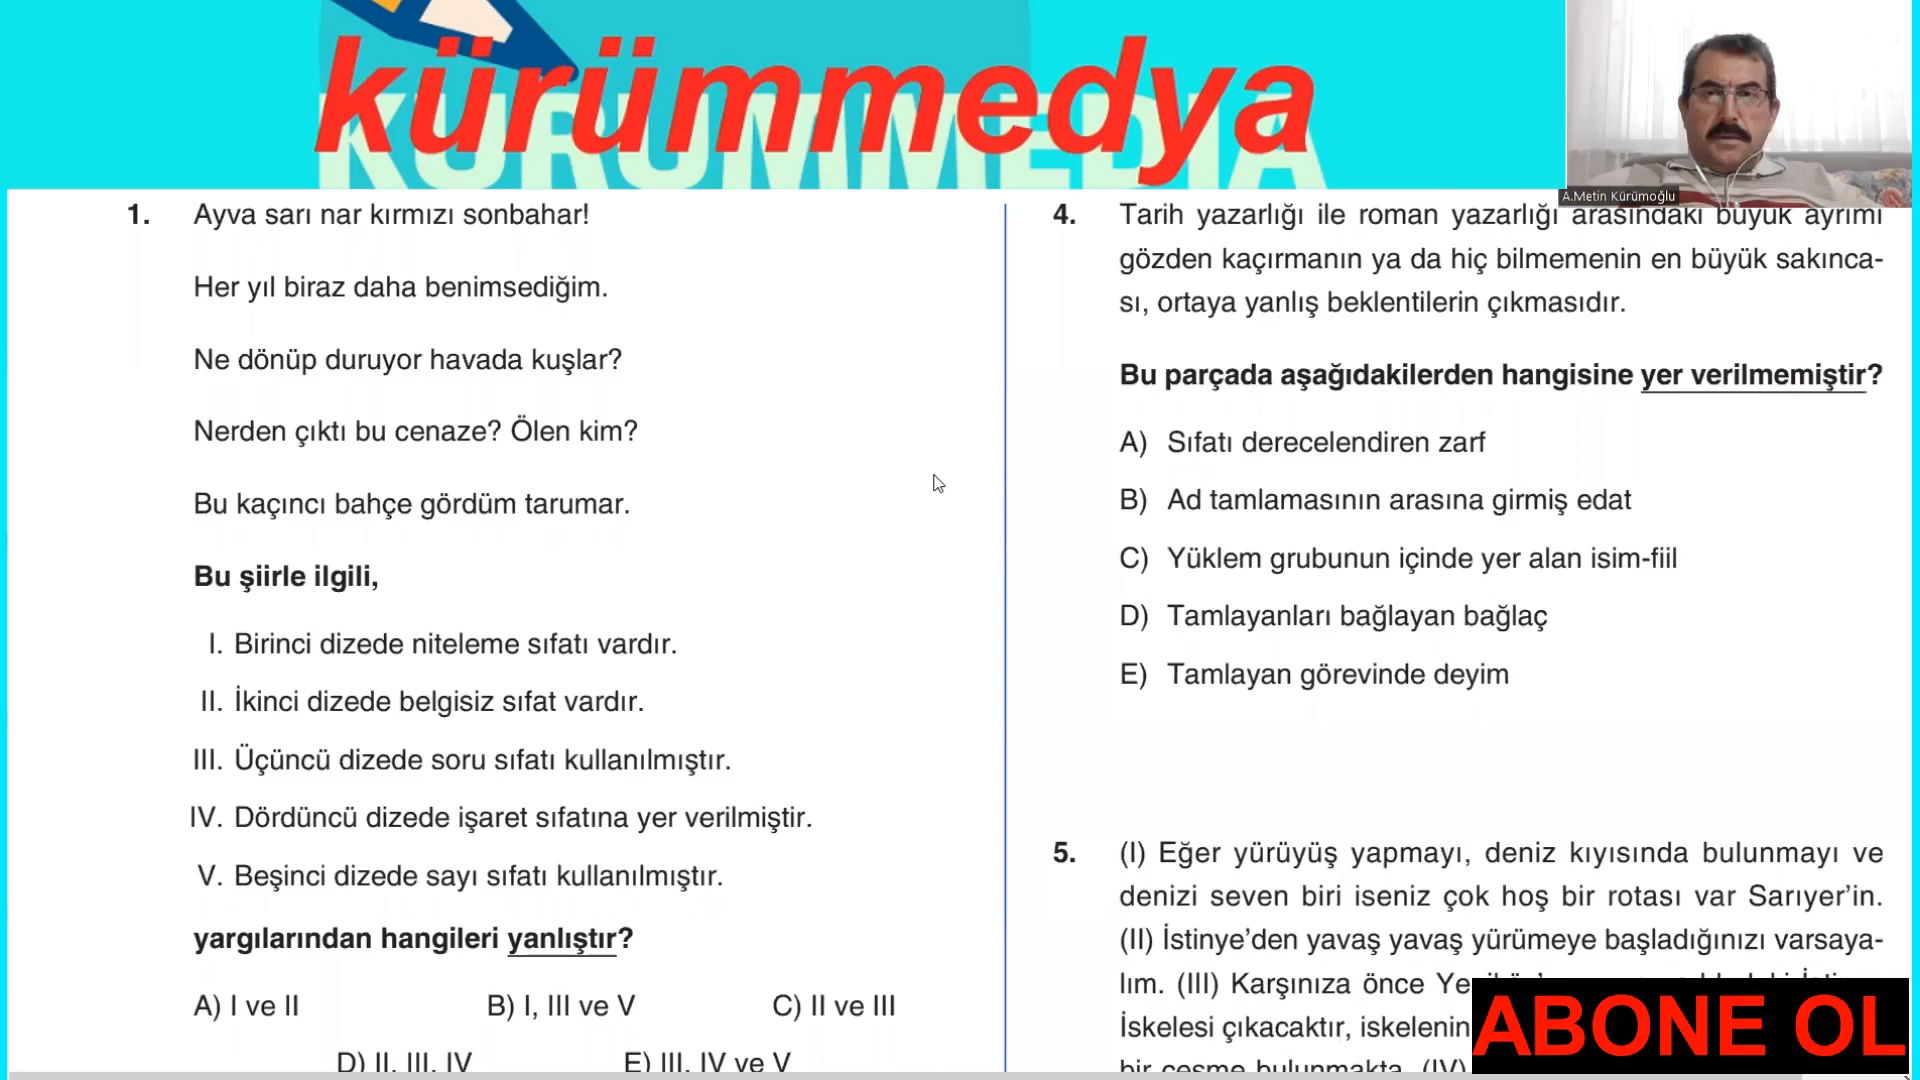 kürümmedya
KURUMMEDIA
A.Metin Kürümoğlu
1. Ayva sarı nar kırmızı sonbahar!
Her yıl biraz daha benimsediğim.
Ne dönüp duruyor havada kuşlar?
Nerden çıktı bu cenaze? Ölen kim?
Bu kaçıncı bahçe gördüm tarumar.
Bu şiirle ilgili,
I. Birinci dizede niteleme sıfatı vardır.
II. İkinci dizede belgisiz sıfat vardır.
III. Üçüncü dizede soru sıfatı kullanılmıştır.
IV. Dördüncü dizede işaret sıfatına yer verilmiştir.
V. Beşinci dizede sayı sıfatı kullanılmıştır.
yargılarından hangileri yanlıştır?
A) I ve II B) I, III ve V C) II ve III
D) II, III, IV E) III, IV ve V
4. Tarih yazarlığı ile roman yazarlığı arasındaki büyük ayrımı
gözden kaçırmanın ya da hiç bilmemenin en büyük sakınca-
sı, ortaya yanlış beklentilerin çıkmasıdır.
Bu parçada aşağıdakilerden hangisine yer verilmemiştir?
A) Sıfatı derecelendiren zarf
B) Ad tamlamasının arasına girmiş edat
C) Yüklem grubunun içinde yer alan isim-fiil
D) Tamlayanları bağlayan bağlaç
E) Tamlayan görevinde deyim
5. (I) Eğer yürüyüş yapmayı, deniz kıyısında bulunmayı ve
denizi seven biri iseniz çok hoş bir rotası var Sarıyer’in.
(II) İstinye’den yavaş yavaş yürümeye başladığınızı varsaya-
lım. (III) Karşınıza önce
İskelesi çıkacaktır, iskelenin
bir çeşme bulunmakta. (IV)
ABONE OL